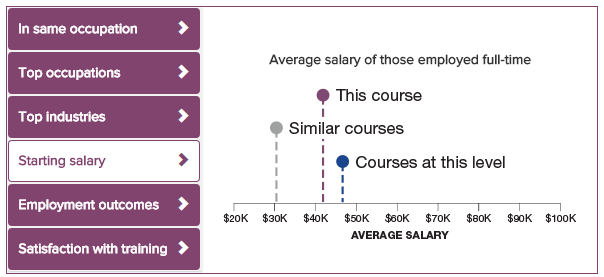 In same occupation
Top occupations
Top industries
Starting salary
Employment outcomes
Satisfaction with training
Average salary of those employed full-time
This course
Similar courses
Courses at this level
$20K $30K $40K $50K $60K $70K $80K $90K $100K
AVERAGE SALARY